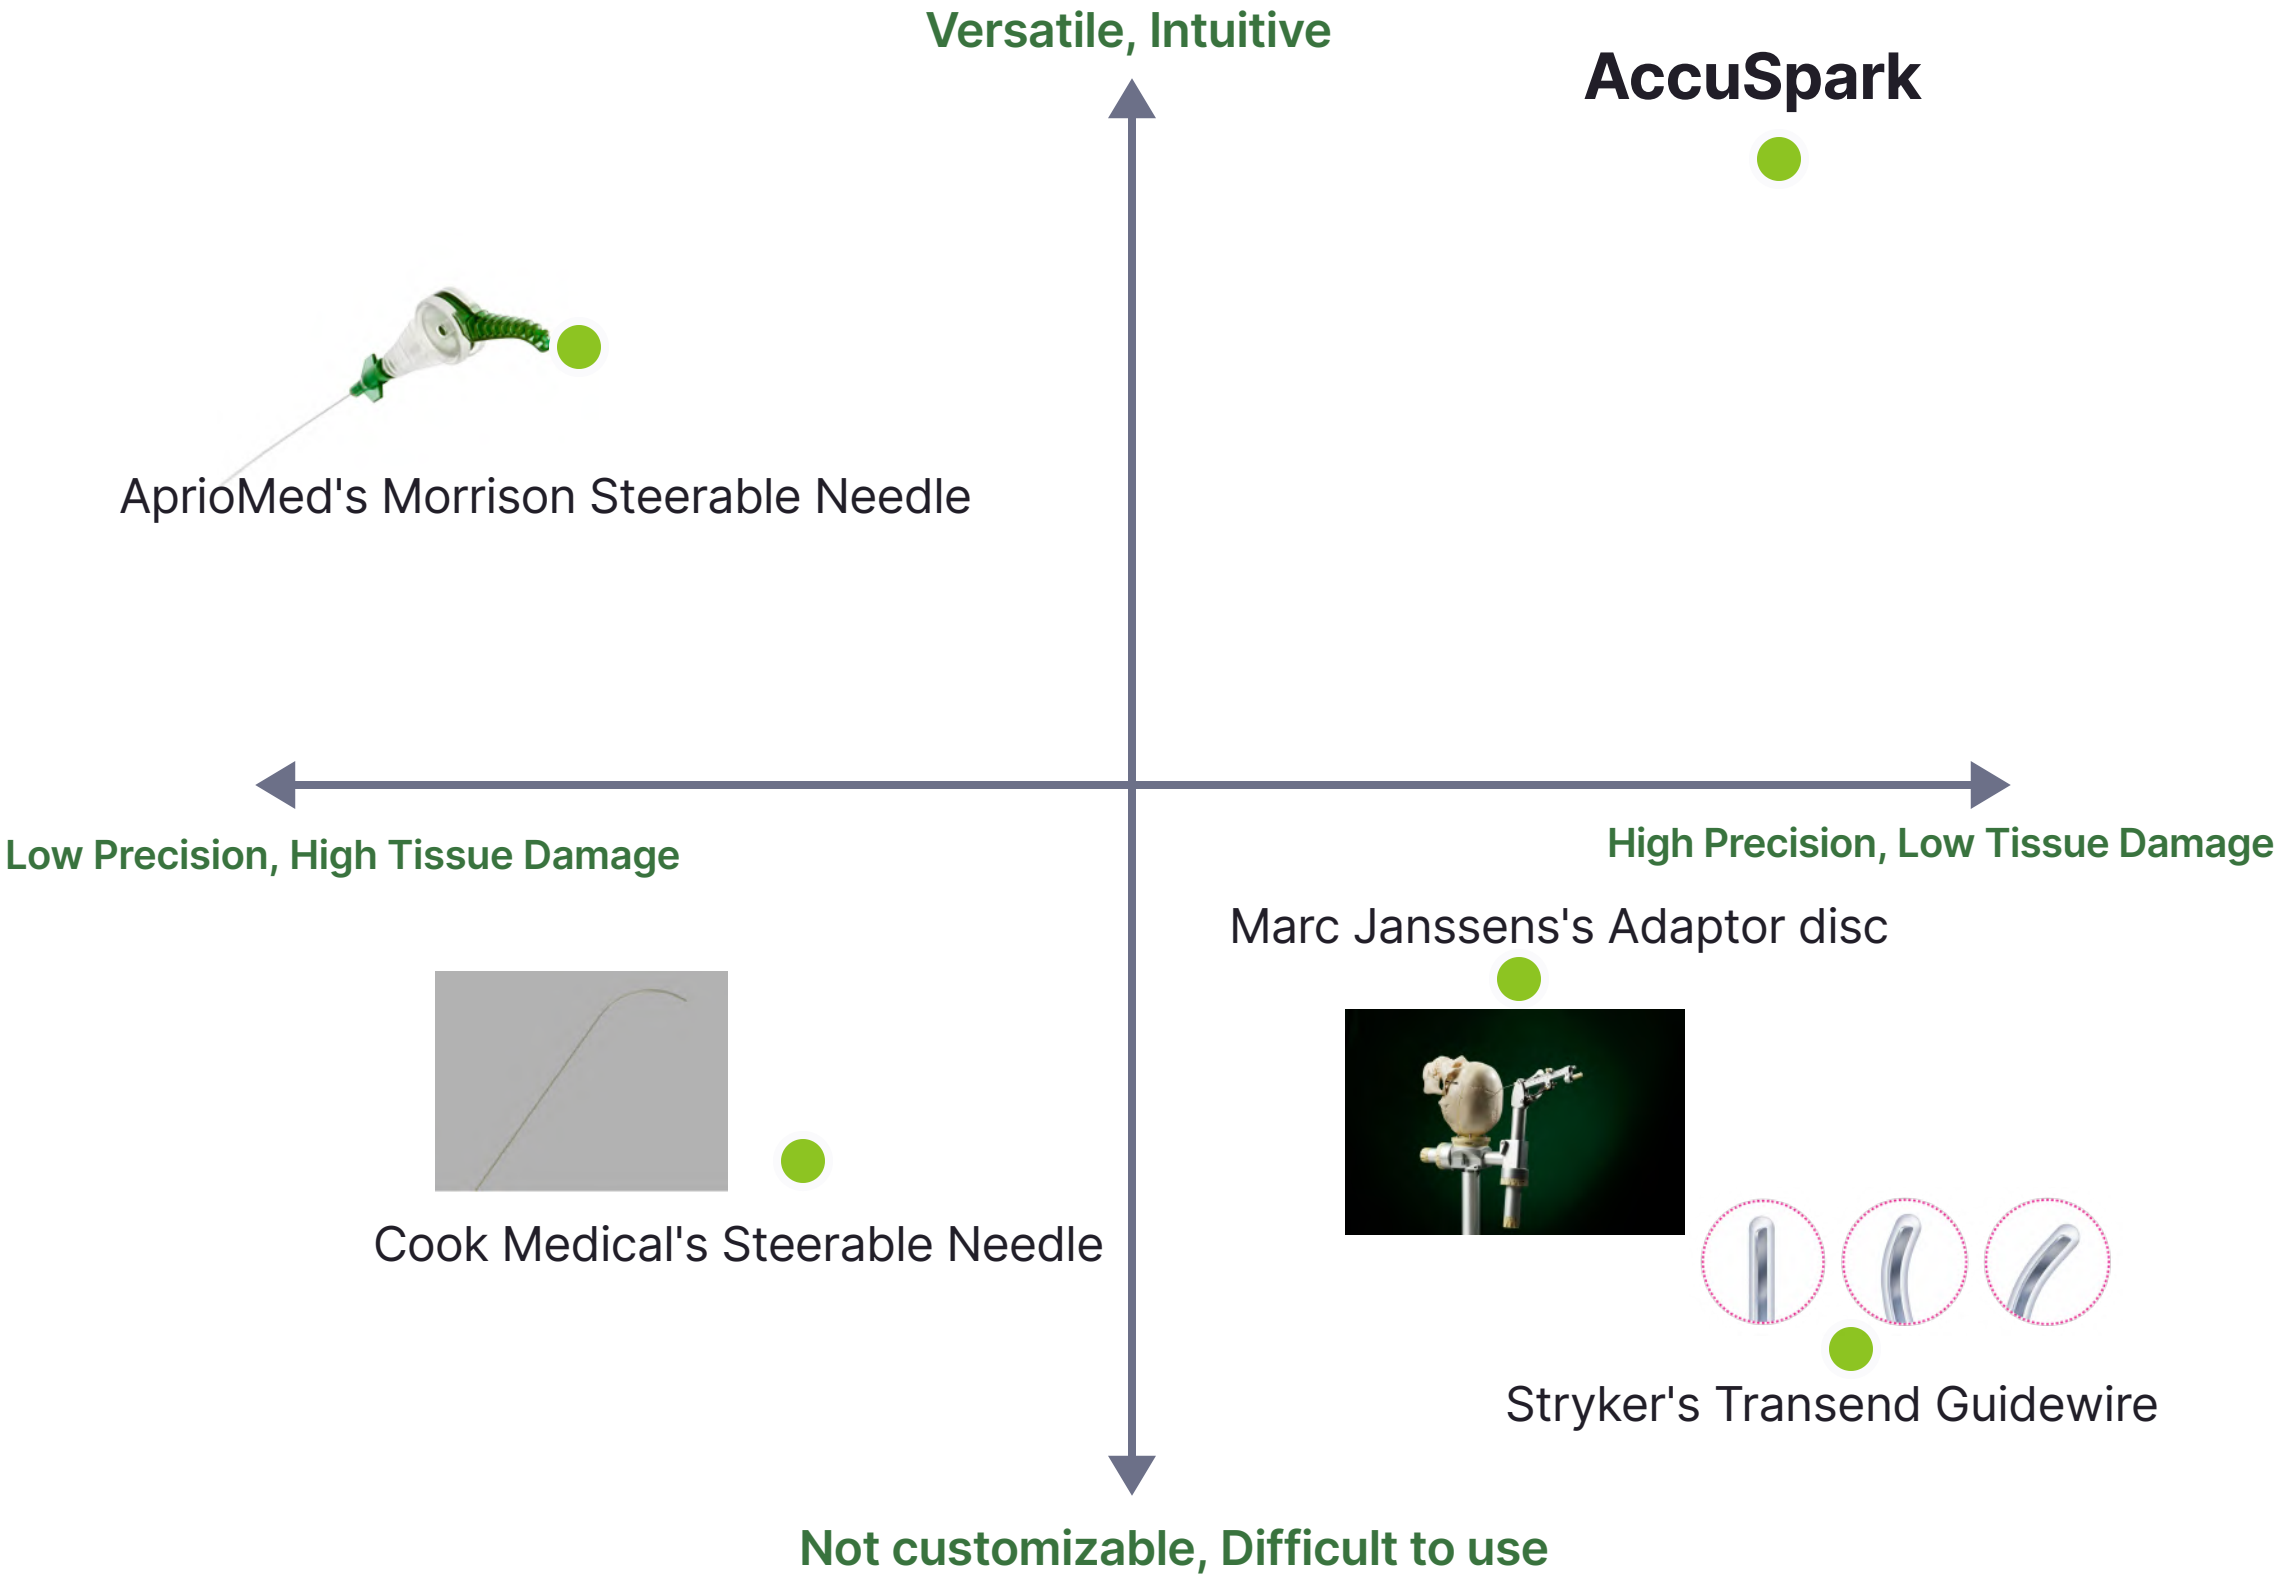 Versatile, Intuitive
AccuSpark
AprioMed's Morrison Steerable Needle
Low Precision, High Tissue Damage
High Precision, Low Tissue Damage
Marc Janssens's Adaptor disc
Cook Medical's Steerable Needle
Stryker's Transend Guidewire
Not customizable, Difficult to use